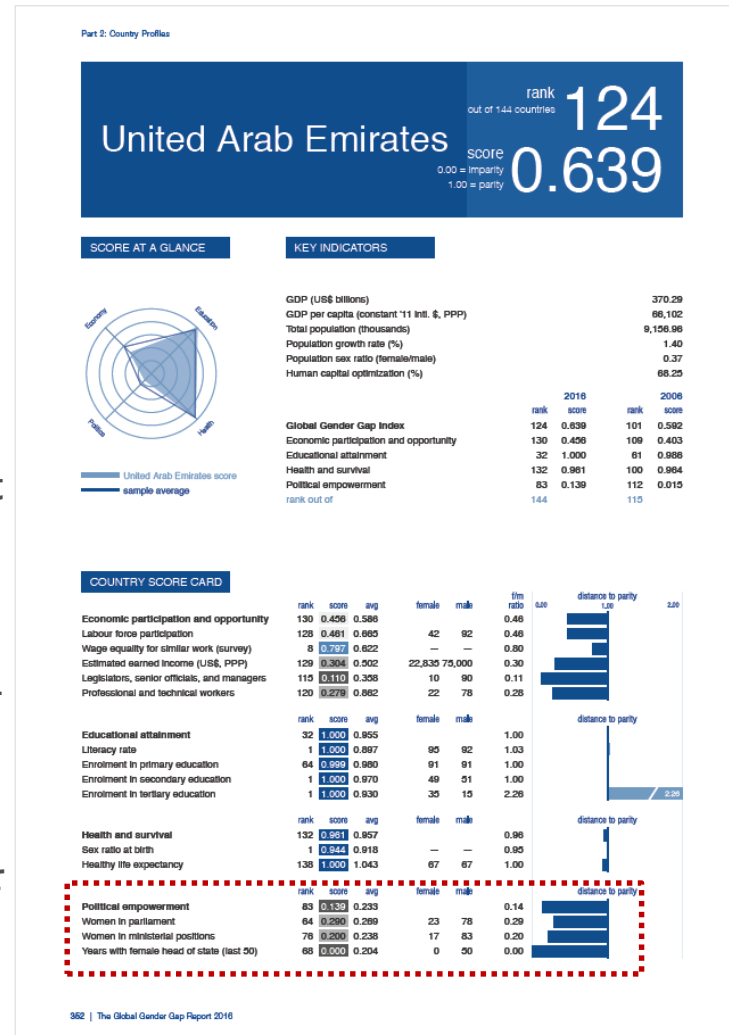 Part 2: Country Profiles
United Arab Emirates
rank
out of 144 countries
124
score
0.00 = imparity
1.00 = parity
0.639
SCORE AT A GLANCE
KEY INDICATORS
Economy
Education
Politics
Health
United Arab Emirates score
sample average
GDP (US$ billions) 370.29
GDP per capita (constant '11 intl. $, PPP) 66,102
Total population (thousands) 9,156.96
Population growth rate (%) 1.40
Population sex ratio (female/male) 0.37
Human capital optimization (%) 68.25
2016 2006
rank score rank score
Global Gender Gap Index 124 0.639 101 0.592
Economic participation and opportunity 130 0.456 109 0.403
Educational attainment 32 1.000 61 0.986
Health and survival 132 0.961 100 0.964
Political empowerment 83 0.139 112 0.015
rank out of 144 115
COUNTRY SCORE CARD
rank score avg female male f/m ratio distance to parity
0.00 1.00 2.00
Economic participation and opportunity 130 0.456 0.586 0.46
Labour force participation 128 0.461 0.665 42 92 0.46
Wage equality for similar work (survey) 8 0.797 0.622 — — 0.80
Estimated earned income (US$, PPP) 129 0.304 0.502 22,835 75,000 0.30
Legislators, senior officials, and managers 115 0.110 0.358 10 90 0.11
Professional and technical workers 120 0.279 0.862 22 78 0.28
rank score avg female male distance to parity
Educational attainment 32 1.000 0.955 1.00
Literacy rate 1 1.000 0.897 95 92 1.03
Enrolment in primary education 64 0.999 0.980 91 91 1.00
Enrolment in secondary education 1 1.000 0.970 49 51 1.00
Enrolment in tertiary education 1 1.000 0.930 35 15 2.26
2.26
rank score avg female male distance to parity
Health and survival 132 0.961 0.957 0.96
Sex ratio at birth 1 0.944 0.918 — — 0.95
Healthy life expectancy 138 1.000 1.043 67 67 1.00
rank score avg female male distance to parity
Political empowerment 83 0.139 0.233 0.14
Women in parliament 64 0.290 0.269 23 78 0.29
Women in ministerial positions 76 0.200 0.238 17 83 0.20
Years with female head of state (last 50) 68 0.000 0.204 0 50 0.00
352 | The Global Gender Gap Report 2016